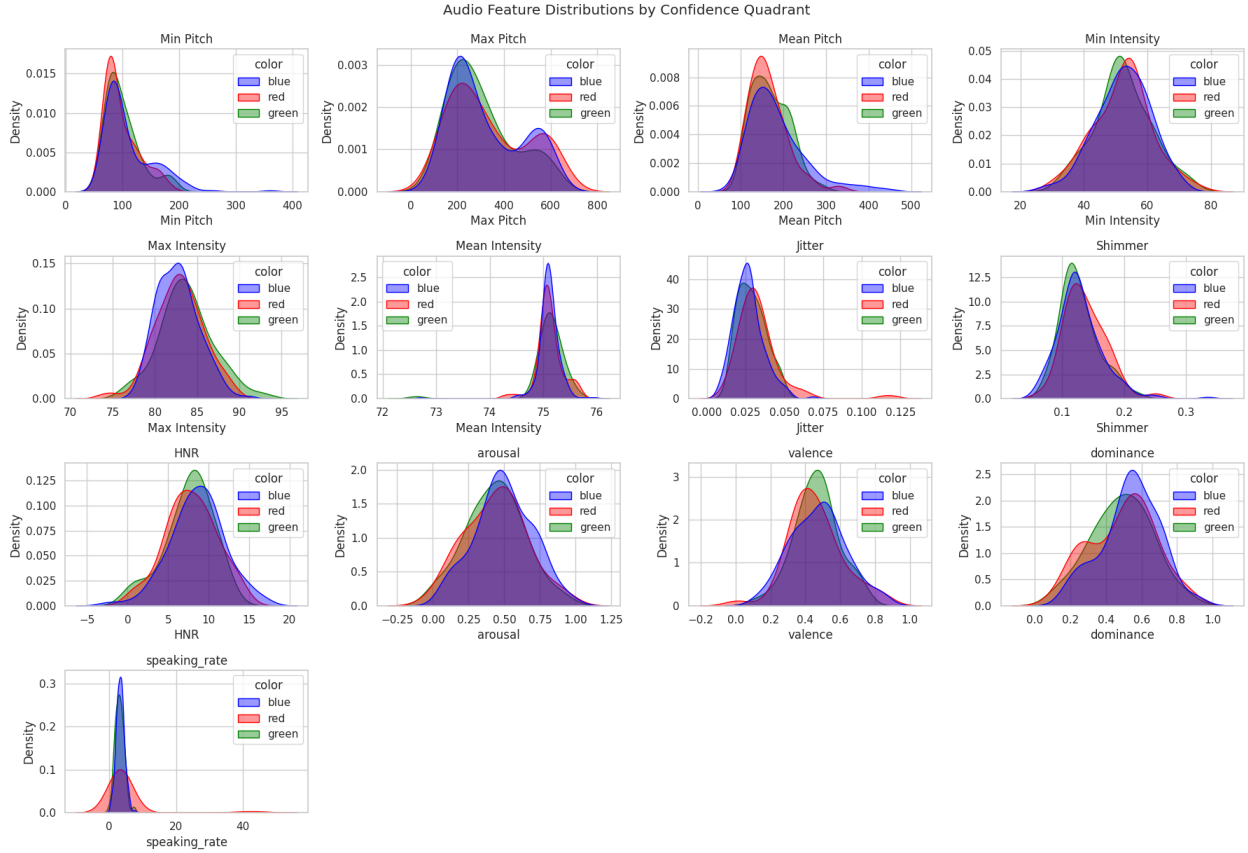 Audio Feature Distributions by Confidence Quadrant
Min Pitch
Density
0.015
0.010
0.005
0.000
0 100 200 300 400
Min Pitch
color
blue
red
green
Max Pitch
Density
0.003
0.002
0.001
0.000
0 200 400 600 800
Max Pitch
color
blue
red
green
Mean Pitch
Density
0.008
0.006
0.004
0.002
0.000
0 100 200 300 400 500
Mean Pitch
color
blue
red
green
Min Intensity
Density
0.05
0.04
0.03
0.02
0.01
0.00
20 40 60 80
Min Intensity
color
blue
red
green
Max Intensity
Density
0.15
0.10
0.05
0.00
70 75 80 85 90 95
Max Intensity
color
blue
red
green
Mean Intensity
Density
2.5
2.0
1.5
1.0
0.5
0.0
72 73 74 75 76
Mean Intensity
color
blue
red
green
Jitter
Density
40
30
20
10
0
0.000 0.025 0.050 0.075 0.100 0.125
Jitter
color
blue
red
green
Shimmer
Density
12.5
10.0
7.5
5.0
2.5
0.0
0.1 0.2 0.3
Shimmer
color
blue
red
green
HNR
Density
0.125
0.100
0.075
0.050
0.025
0.000
−5 0 5 10 15 20
HNR
color
blue
red
green
arousal
Density
2.0
1.5
1.0
0.5
0.0
−0.25 0.00 0.25 0.50 0.75 1.00 1.25
arousal
color
blue
red
green
valence
Density
3
2
1
0
−0.2 0.0 0.2 0.4 0.6 0.8 1.0
valence
color
blue
red
green
dominance
Density
2.5
2.0
1.5
1.0
0.5
0.0
0.0 0.2 0.4 0.6 0.8 1.0
dominance
color
blue
red
green
speaking_rate
Density
0.3
0.2
0.1
0.0
0 20 40
speaking_rate
color
blue
red
green